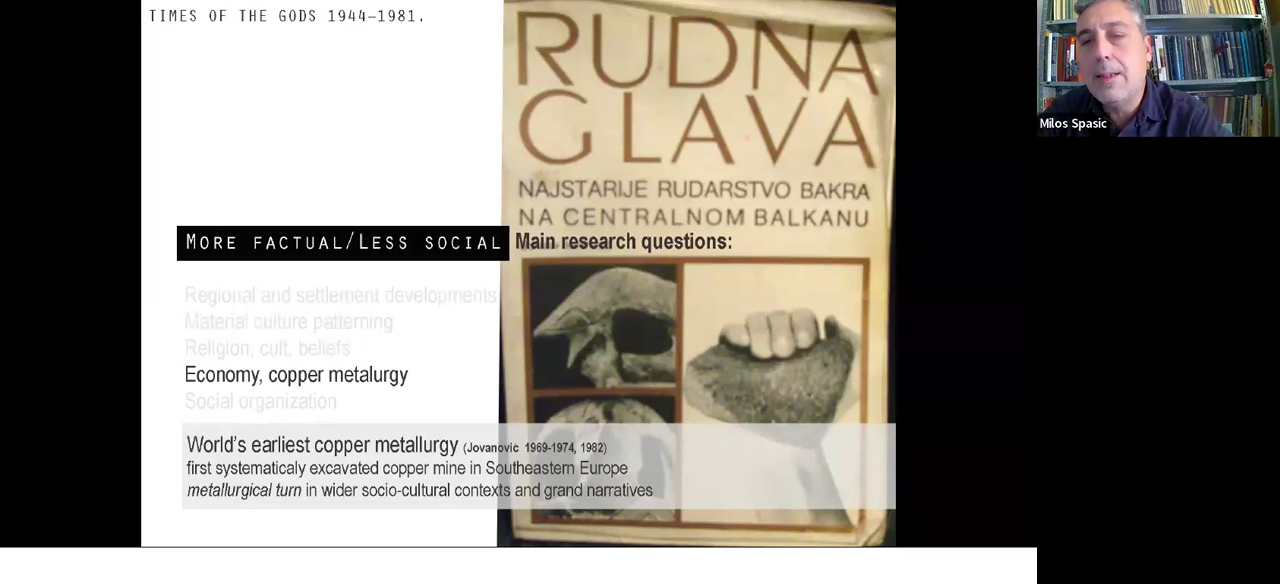 TIMES OF THE GODS 1944–1981.
RUDNA
GLAVA
NAJSTARIJE RUDARSTVO BAKRA
NA CENTRALNOM BALKANU
MORE FACTUAL/LESS SOCIAL Main research questions:
Regional and settlement developments
Material culture patterning
Religion, cult, beliefs
Economy, copper metalurgy
Social organization
World's earliest copper metallurgy (Jovanović 1969-1974, 1982)
first systematicaly excavated copper mine in Southeastern Europe
metallurgical turn in wider socio-cultural contexts and grand narratives
Milos Spasic